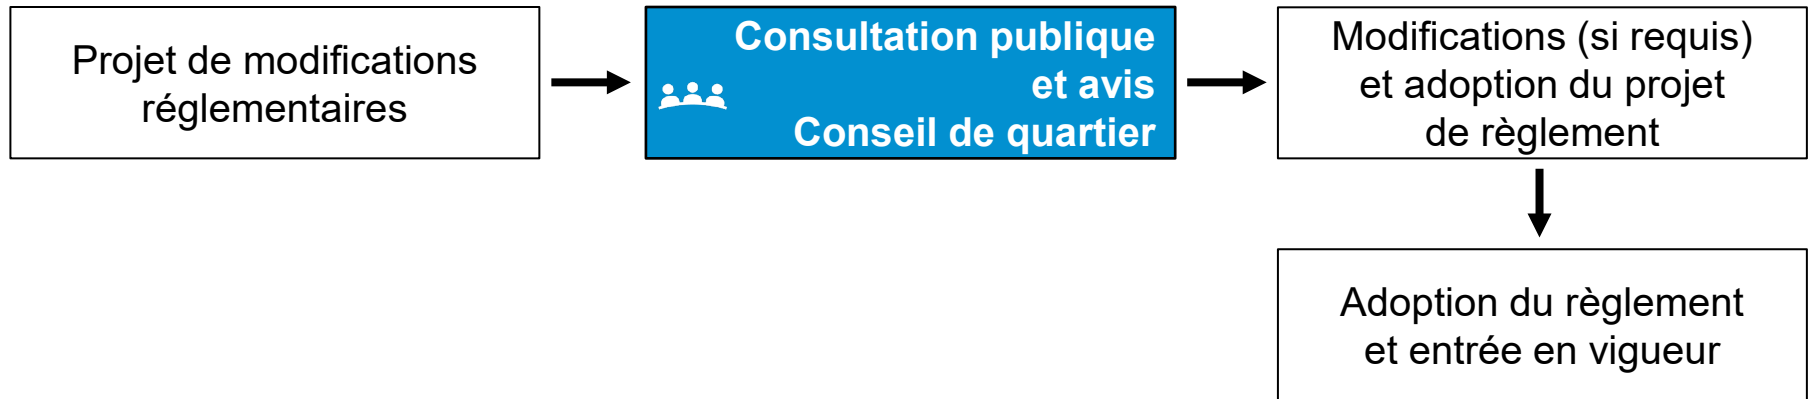 Projet de modifications
réglementaires
Consultation publique
et avis
Conseil de quartier
Modifications (si requis)
et adoption du projet
de règlement
Adoption du règlement
et entrée en vigueur